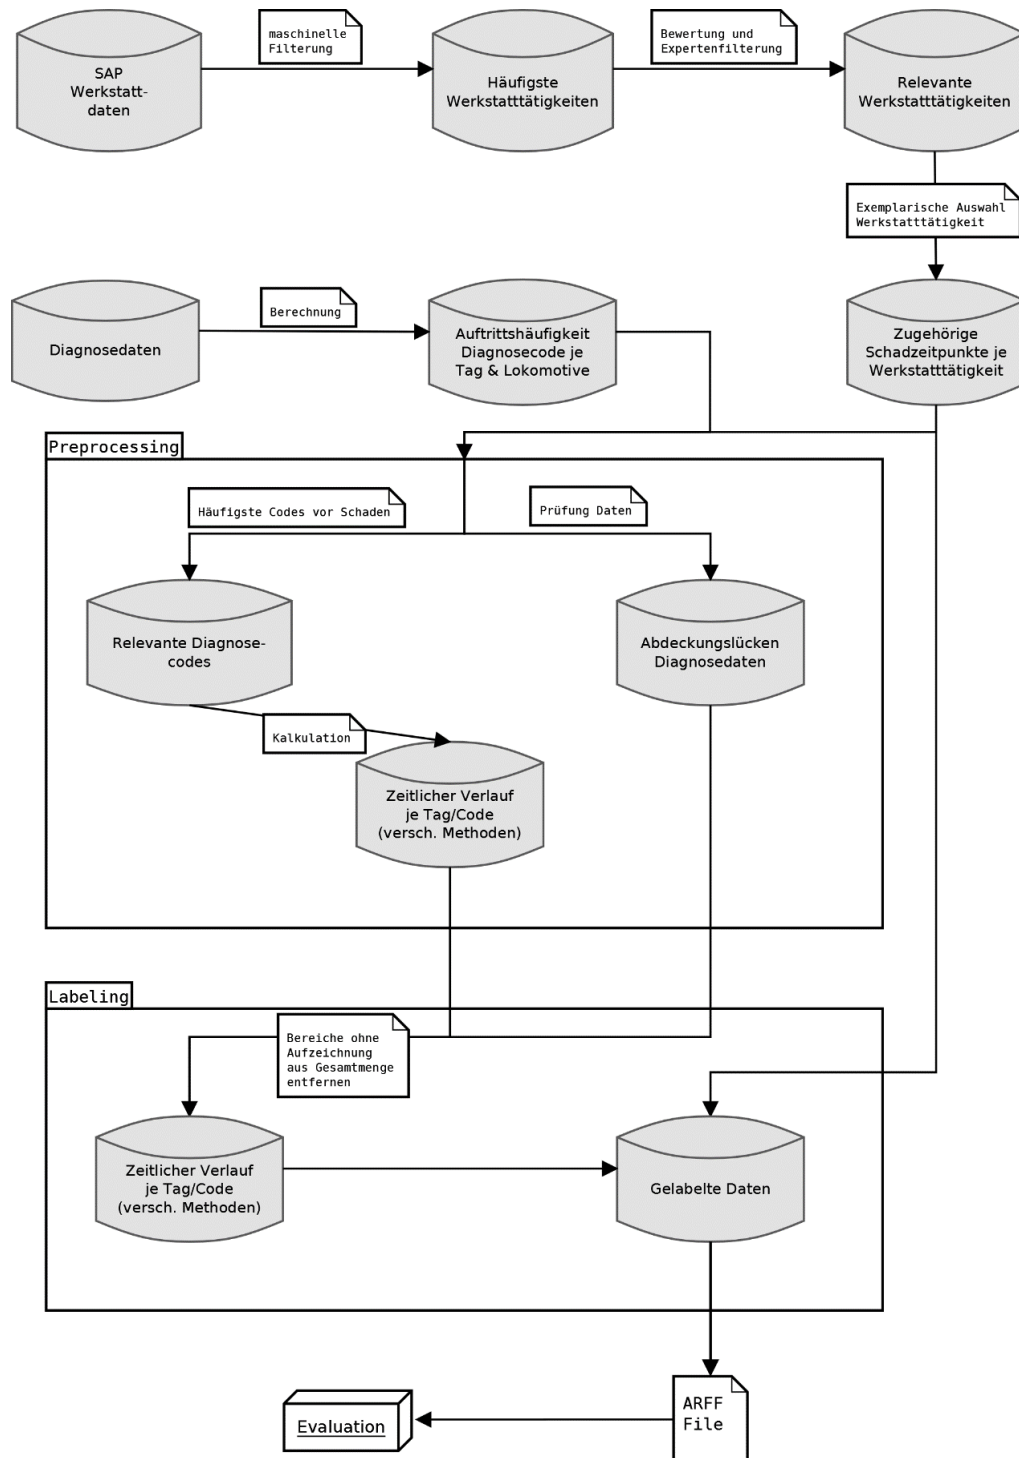 maschinelle
Filterung
Bewertung und
Expertenfilterung
SAP
Werkstatt-
daten
Häufigste
Werkstatttätigkeiten
Relevante
Werkstatttätigkeiten
Exemplarische Auswahl
Werkstatttätigkeit
Berechnung
Diagnosedaten
Auftrittshäufigkeit
Diagnosecode je
Tag & Lokomotive
Zugehörige
Schadzeitpunkte je
Werkstatttätigkeit
Preprocessing
Häufigste Codes vor Schaden
Prüfung Daten
Relevante Diagnose-
codes
Abdeckungslücken
Diagnosedaten
Kalkulation
Zeitlicher Verlauf
je Tag/Code
(versch. Methoden)
Labeling
Bereiche ohne
Aufzeichnung
aus Gesamtmenge
entfernen
Zeitlicher Verlauf
je Tag/Code
(versch. Methoden)
Gelabelte Daten
ARFF
File
Evaluation